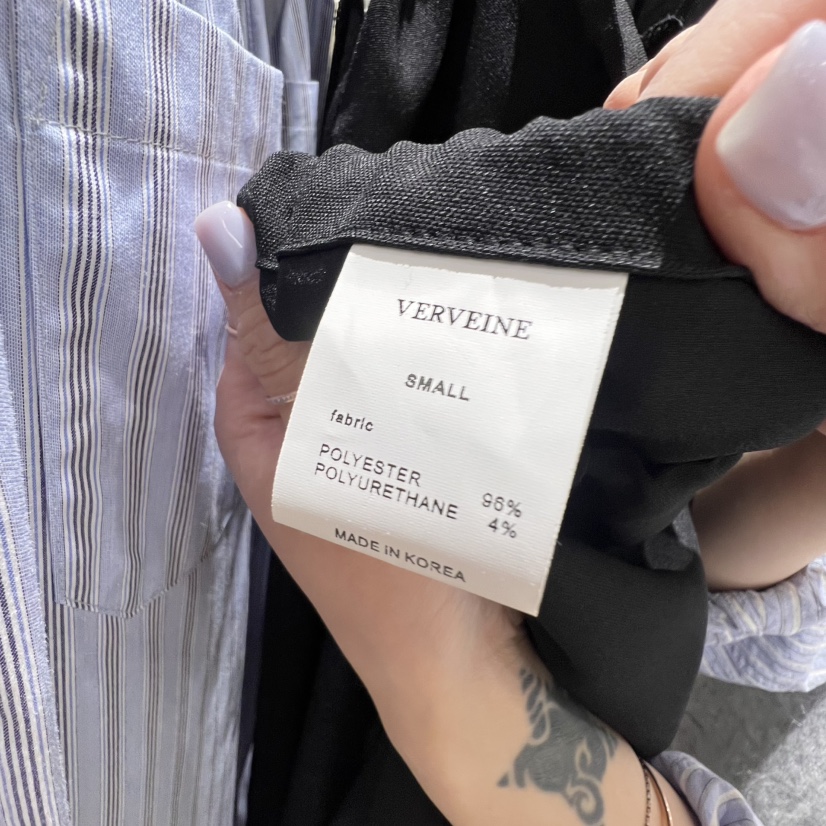 VERVEINE
SMALL
fabric
POLYESTER 96%
POLYURETHANE 4%
MADE IN KOREA